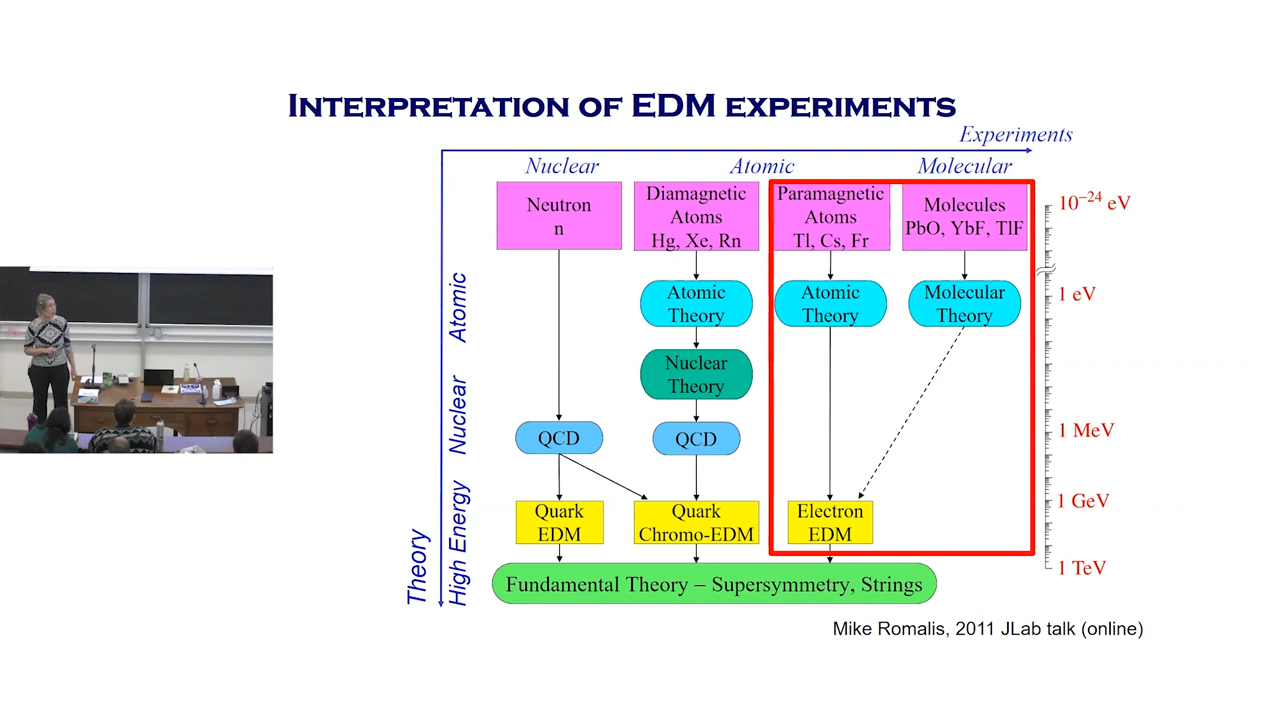 INTERPRETATION OF EDM EXPERIMENTS
Experiments
Nuclear
Atomic
Molecular
Neutron
n
Diamagnetic
Atoms
Hg, Xe, Rn
Paramagnetic
Atoms
Tl, Cs, Fr
Molecules
PbO, YbF, TlF
10−24 eV
Atomic
Atomic
Theory
Atomic
Theory
Molecular
Theory
1 eV
Nuclear
Nuclear
Theory
QCD
QCD
1 MeV
High Energy
Quark
EDM
Quark
Chromo-EDM
Electron
EDM
1 GeV
Theory
Fundamental Theory – Supersymmetry, Strings
1 TeV
Mike Romalis, 2011 JLab talk (online)